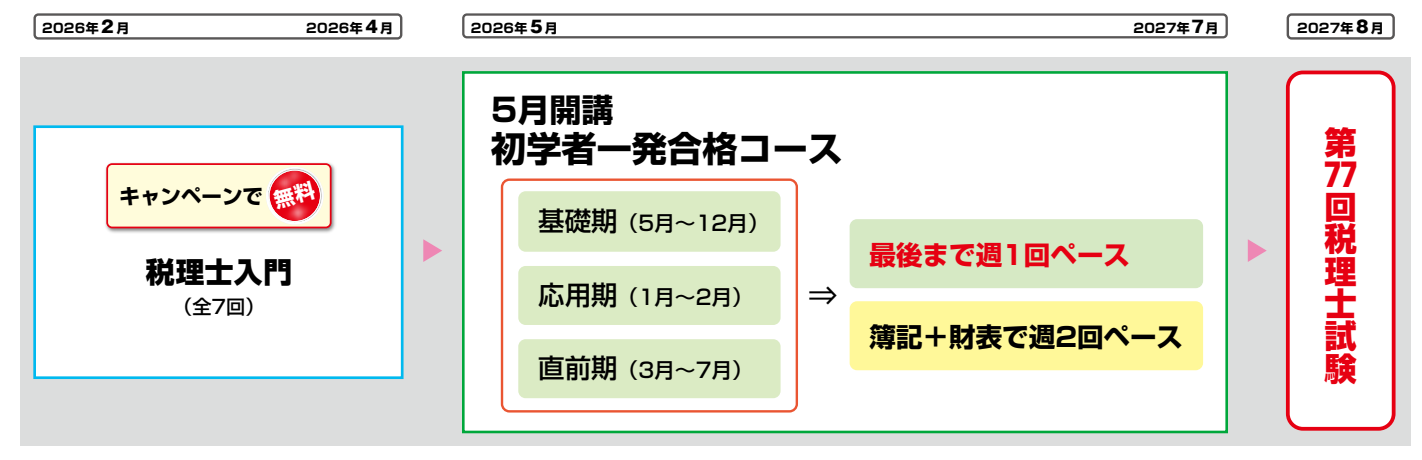 2026年2月
2026年4月
2026年5月
2027年7月
2027年8月
キャンペーンで無料
税理士入門
（全7回）
5月開講
初学者一発合格コース
基礎期（5月〜12月）
応用期（1月〜2月）
直前期（3月〜7月）
⇒
最後まで週1回ペース
簿記＋財表で週2回ペース
第77回税理士試験